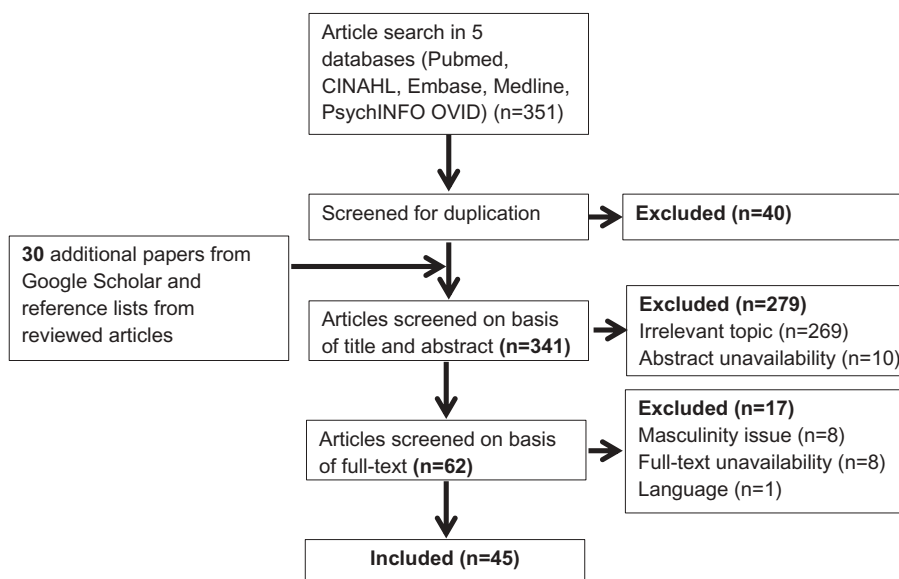 Article search in 5
databases (Pubmed,
CINAHL, Embase, Medline,
PsychINFO OVID) (n=351)
Screened for duplication
Excluded (n=40)
30 additional papers from
Google Scholar and
reference lists from
reviewed articles
Articles screened on basis
of title and abstract (n=341)
Excluded (n=279)
Irrelevant topic (n=269)
Abstract unavailability (n=10)
Articles screened on basis
of full-text (n=62)
Excluded (n=17)
Masculinity issue (n=8)
Full-text unavailability (n=8)
Language (n=1)
Included (n=45)